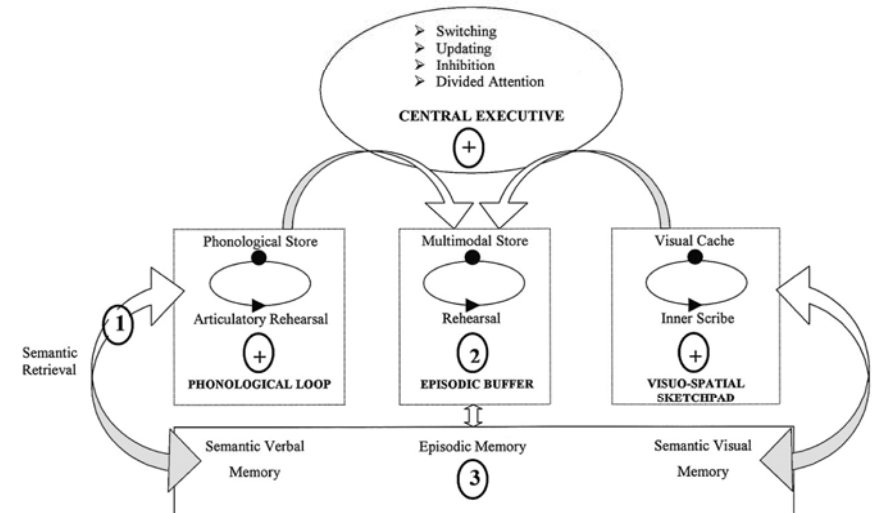 Switching
Updating
Inhibition
Divided Attention
CENTRAL EXECUTIVE
+
Phonological Store
Articulatory Rehearsal
+
PHONOLOGICAL LOOP
Multimodal Store
Rehearsal
2
EPISODIC BUFFER
Visual Cache
Inner Scribe
+
VISUO-SPATIAL
SKETCHPAD
1
Semantic
Retrieval
Semantic Verbal
Memory
Episodic Memory
3
Semantic Visual
Memory